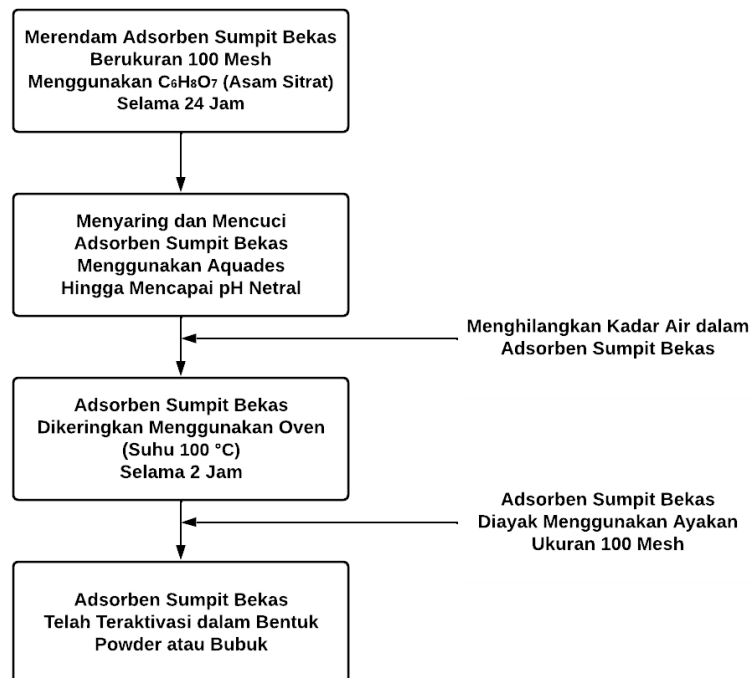 Merendam Adsorben Sumpit Bekas
Berukuran 100 Mesh
Menggunakan C₆H₈O₇ (Asam Sitrat)
Selama 24 Jam
Menyaring dan Mencuci
Adsorben Sumpit Bekas
Menggunakan Aquades
Hingga Mencapai pH Netral
Menghilangkan Kadar Air dalam
Adsorben Sumpit Bekas
Adsorben Sumpit Bekas
Dikeringkan Menggunakan Oven
(Suhu 100 °C)
Selama 2 Jam
Adsorben Sumpit Bekas
Diayak Menggunakan Ayakan
Ukuran 100 Mesh
Adsorben Sumpit Bekas
Telah Teraktivasi dalam Bentuk
Powder atau Bubuk